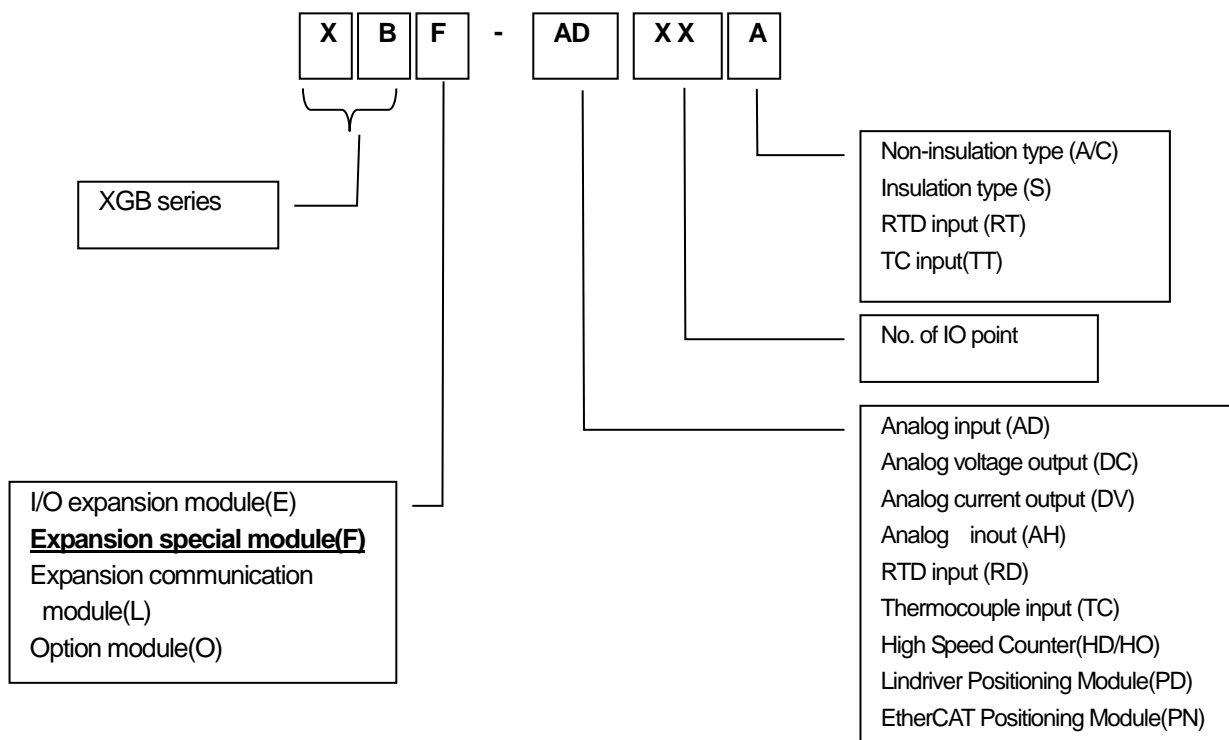 X B F - AD XX A
XGB series
Non-insulation type (A/C)
Insulation type (S)
RTD input (RT)
TC input(TT)
No. of IO point
I/O expansion module(E)
Expansion special module(F)
Expansion communication
module(L)
Option module(O)
Analog input (AD)
Analog voltage output (DC)
Analog current output (DV)
Analog inout (AH)
RTD input (RD)
Thermocouple input (TC)
High Speed Counter(HD/HO)
Lindriver Positioning Module(PD)
EtherCAT Positioning Module(PN)